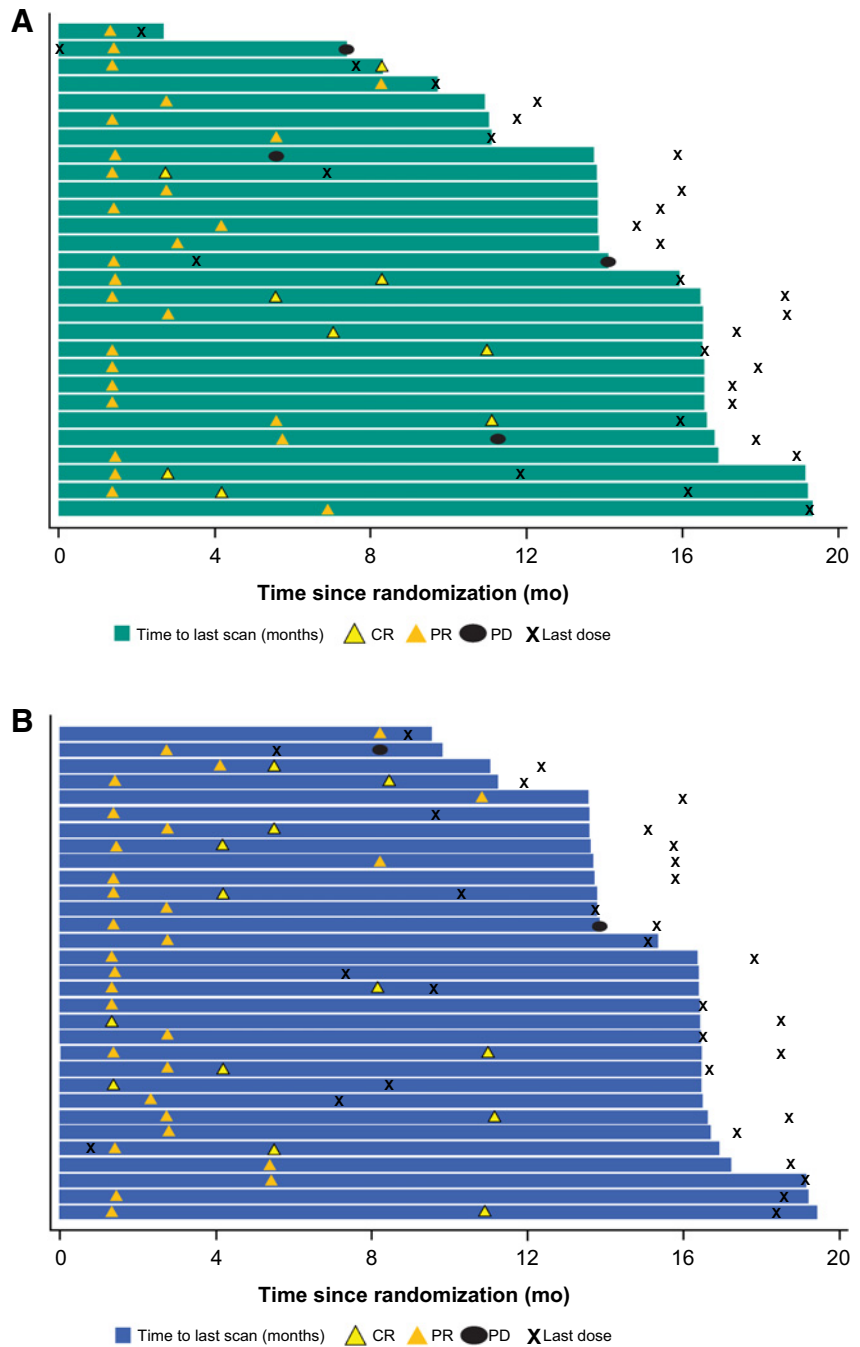 A
0 4 8 12 16 20
Time since randomization (mo)
Time to last scan (months) CR PR PD X Last dose
B
0 4 8 12 16 20
Time since randomization (mo)
Time to last scan (months) CR PR PD X Last dose